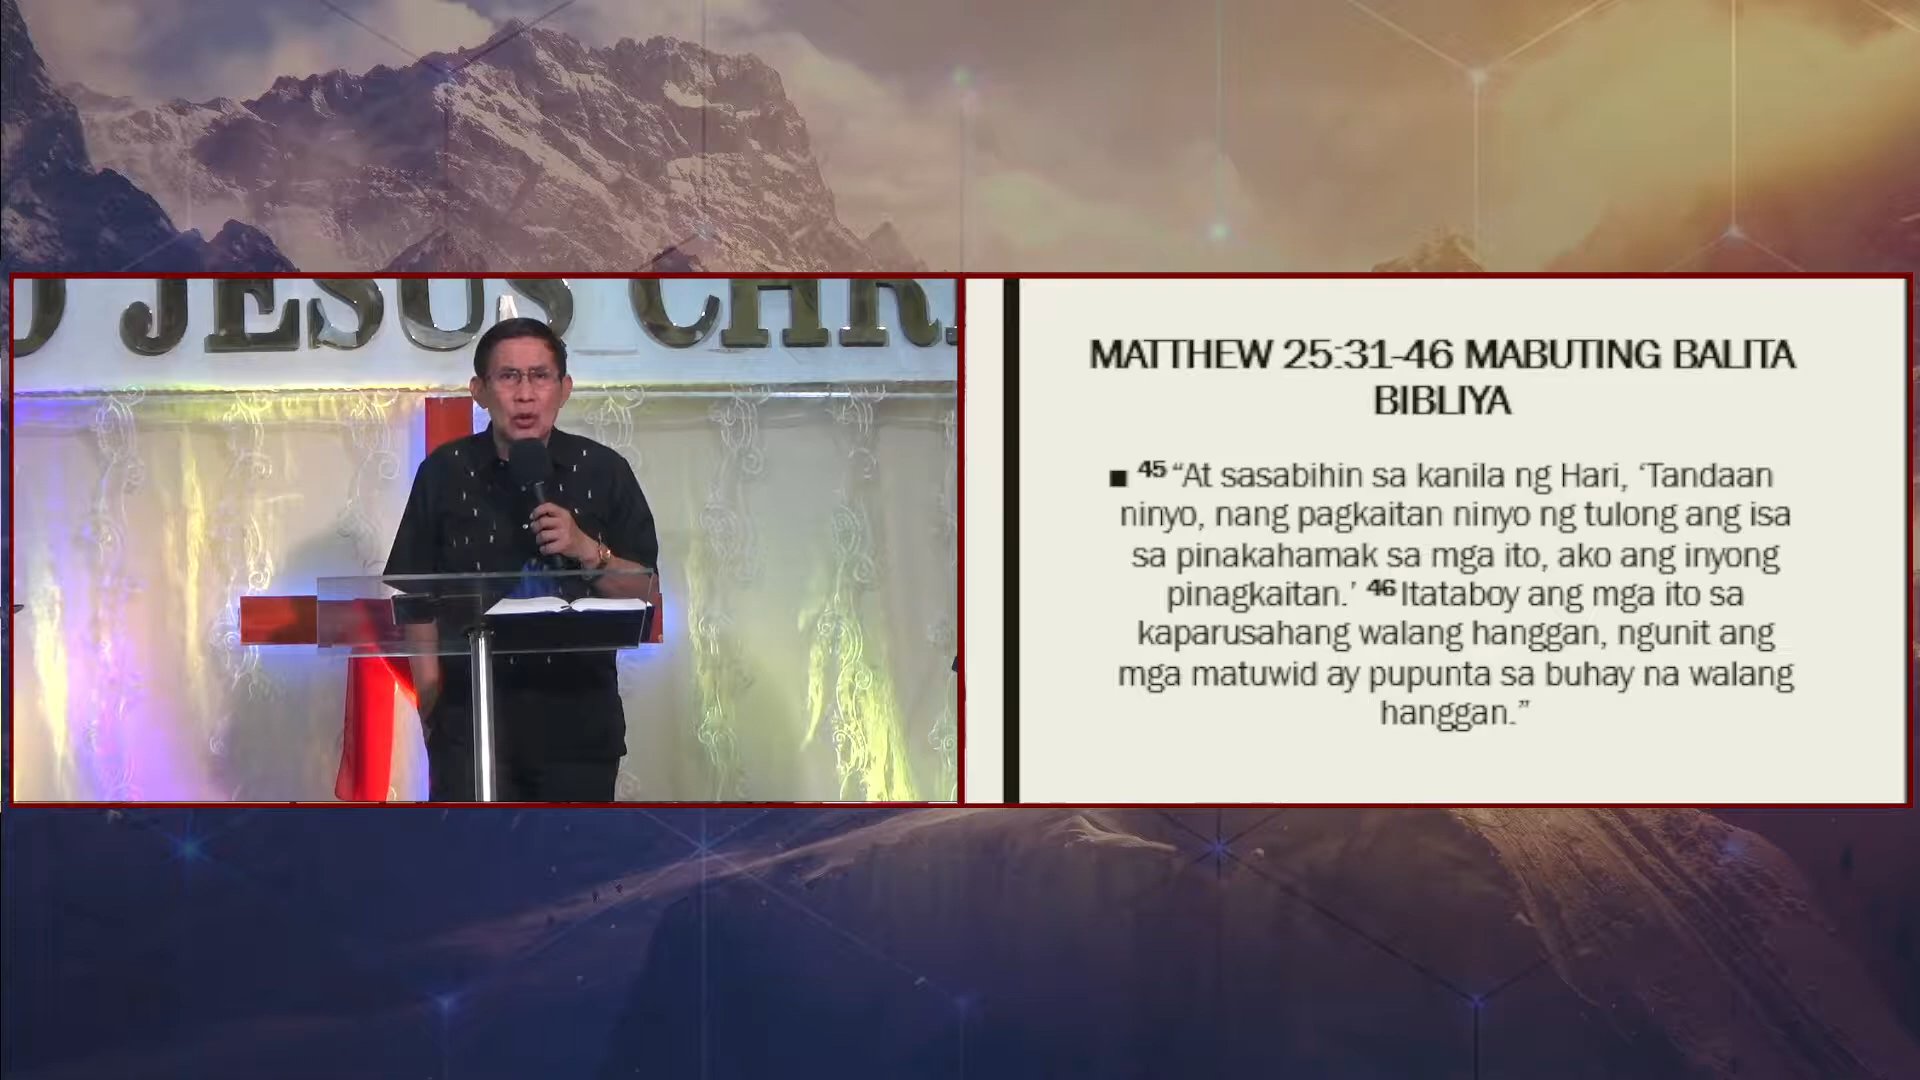 JESUS CHR
MATTHEW 25:31-46 MABUTING BALITA
BIBLIYA
■ 45 “At sasabihin sa kanila ng Hari, ‘Tandaan
ninyo, nang pagkaitan ninyo ng tulong ang isa
sa pinakahamak sa mga ito, ako ang inyong
pinagkaitan.’ 46 Itataboy ang mga ito sa
kaparusahang walang hanggan, ngunit ang
mga matuwid ay pupunta sa buhay na walang
hanggan.”